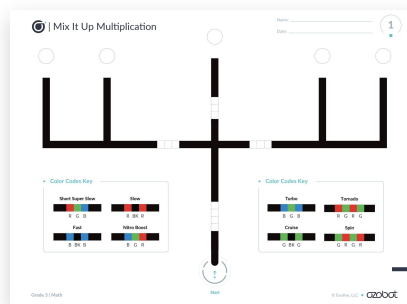 Mix It Up Multiplication
Name:
Date:
1
Color Codes Key
Short Super Slow
Slow
R G B
R BK R
Fast
Nitro Boost
B BK B
B G R
Color Codes Key
Turbo
Tornado
B G B
R G R G
Cruise
Spin
G BK G
G R G R
Start
Grade 3 | Math
© Evollve, LLC • ozobot